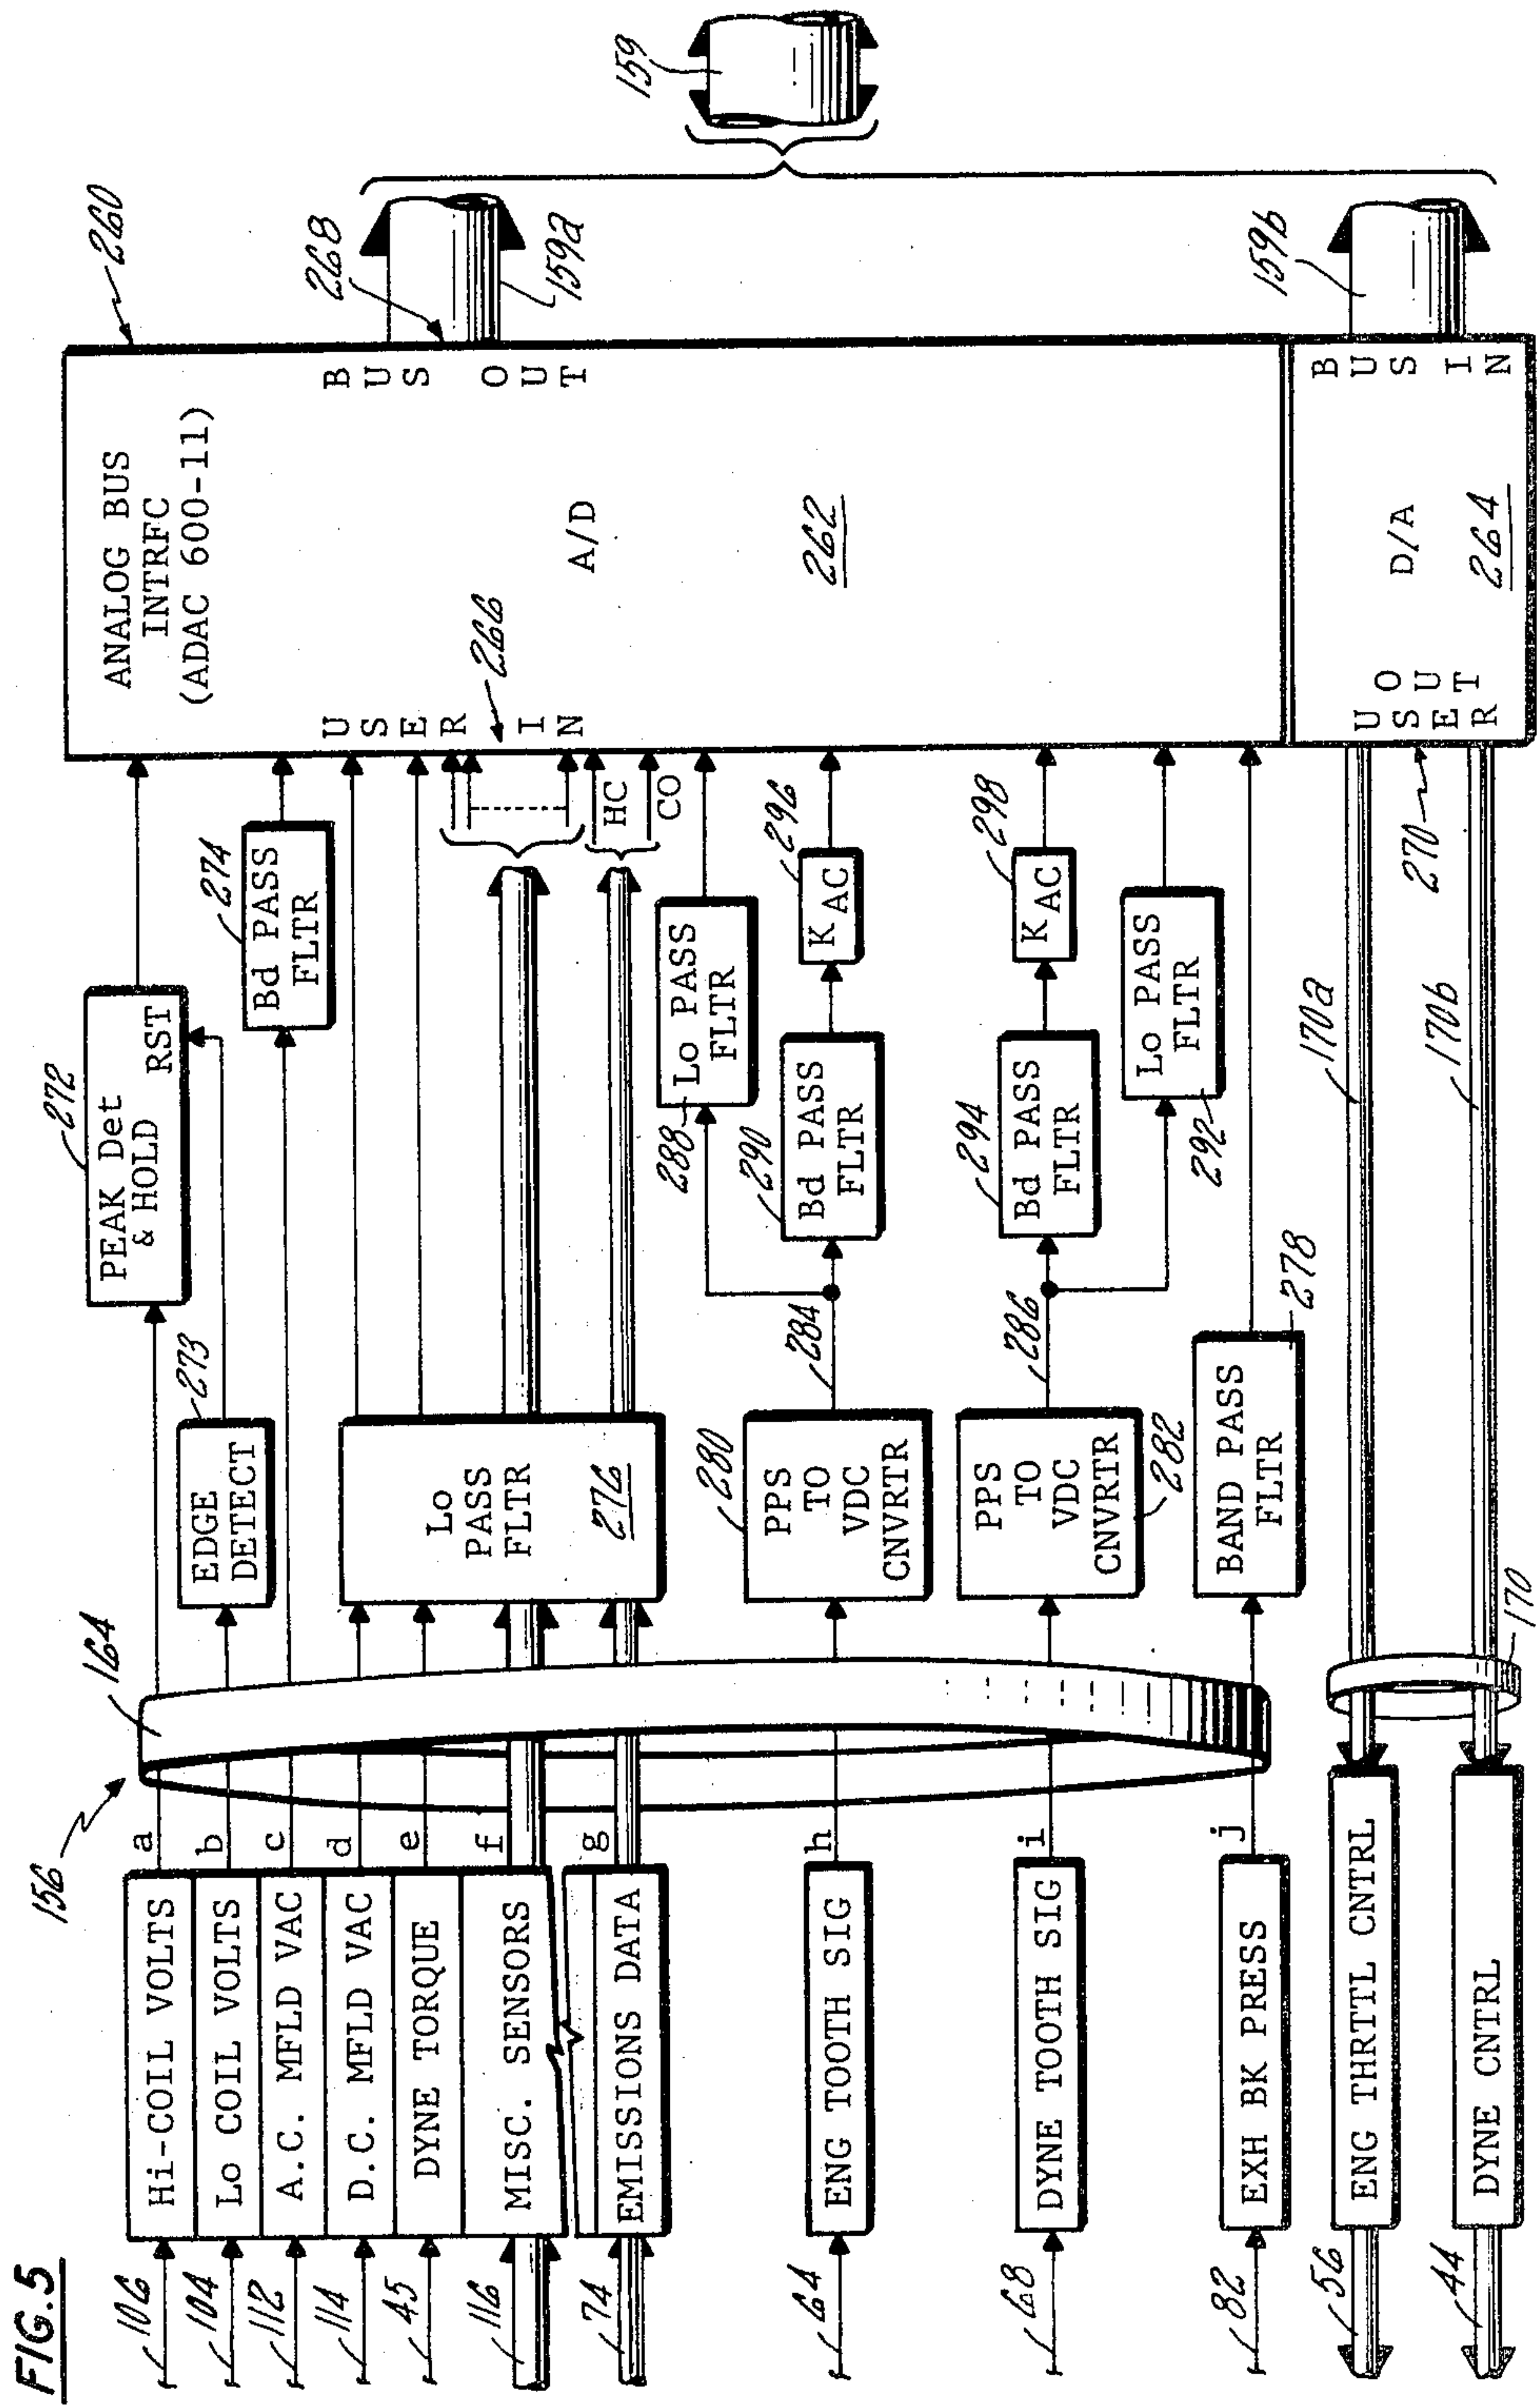 FIG.5
156
164
106
Hi-COIL VOLTS
a
104
Lo COIL VOLTS
b
112
A.C. MFLD VAC
c
114
D.C. MFLD VAC
d
45
DYNE TORQUE
e
116
MISC. SENSORS
f
74
EMISSIONS DATA
g
64
ENG TOOTH SIG
h
68
DYNE TOOTH SIG
i
82
EXH BK PRESS
j
56
ENG THRTTL CNTRL
44
DYNE CNTRL
170
170a
170b
272
PEAK Det
& HOLD
RST
273
EDGE
DETECT
274
Bd PASS
FLTR
Lo
PASS
FLTR
276
HC
CO
280
PPS
TO
VDC
CNVRTR
284
288
Lo PASS
FLTR
290
Bd PASS
FLTR
296
KAC
282
PPS
TO
VDC
CNVRTR
286
294
Bd PASS
FLTR
298
KAC
292
Lo PASS
FLTR
278
BAND PASS
FLTR
260
ANALOG BUS
INTRFC
(ADAC 600-11)
USER
IN
266
A/D
262
BUS
OUT
268
159a
159
USER
OUT
270
D/A
264
BUS
IN
159b